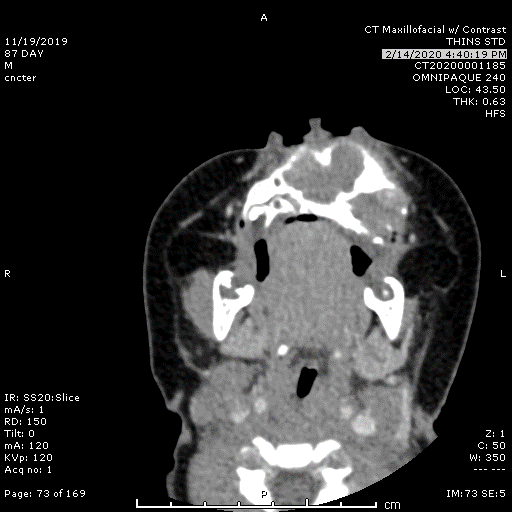 A
11/19/2019
87 DAY
M
cncter
CT Maxillofacial w/ Contrast
THINS STD
2/14/2020 4:40:19 PM
CT20200001185
OMNIPAQUE 240
LOC: 43.50
THK: 0.63
HFS
R
L
IR: SS20:Slice
mA/s: 1
RD: 150
Tilt: 0
mA: 120
KVp: 120
Acq no: 1
Page: 73 of 169
P
cm
Z: 1
C: 50
W: 350
--- ---
IM:73 SE:5